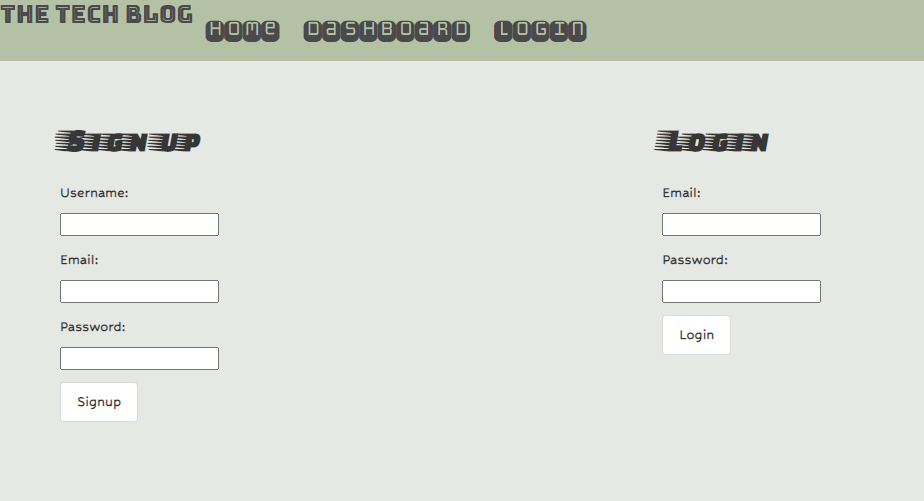 THE TECH BLOG
Home Dashboard Login
Sign up
Username:
Email:
Password:
Signup
Login
Email:
Password:
Login